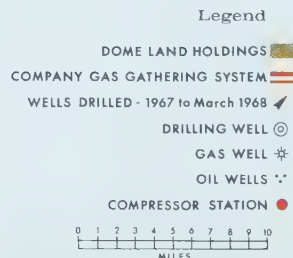 Legend
DOME LAND HOLDINGS
COMPANY GAS GATHERING SYSTEM
WELLS DRILLED - 1967 to March 1968
DRILLING WELL
GAS WELL
OIL WELLS
COMPRESSOR STATION
0 1 2 3 4 5 6 7 8 9 10
MILES